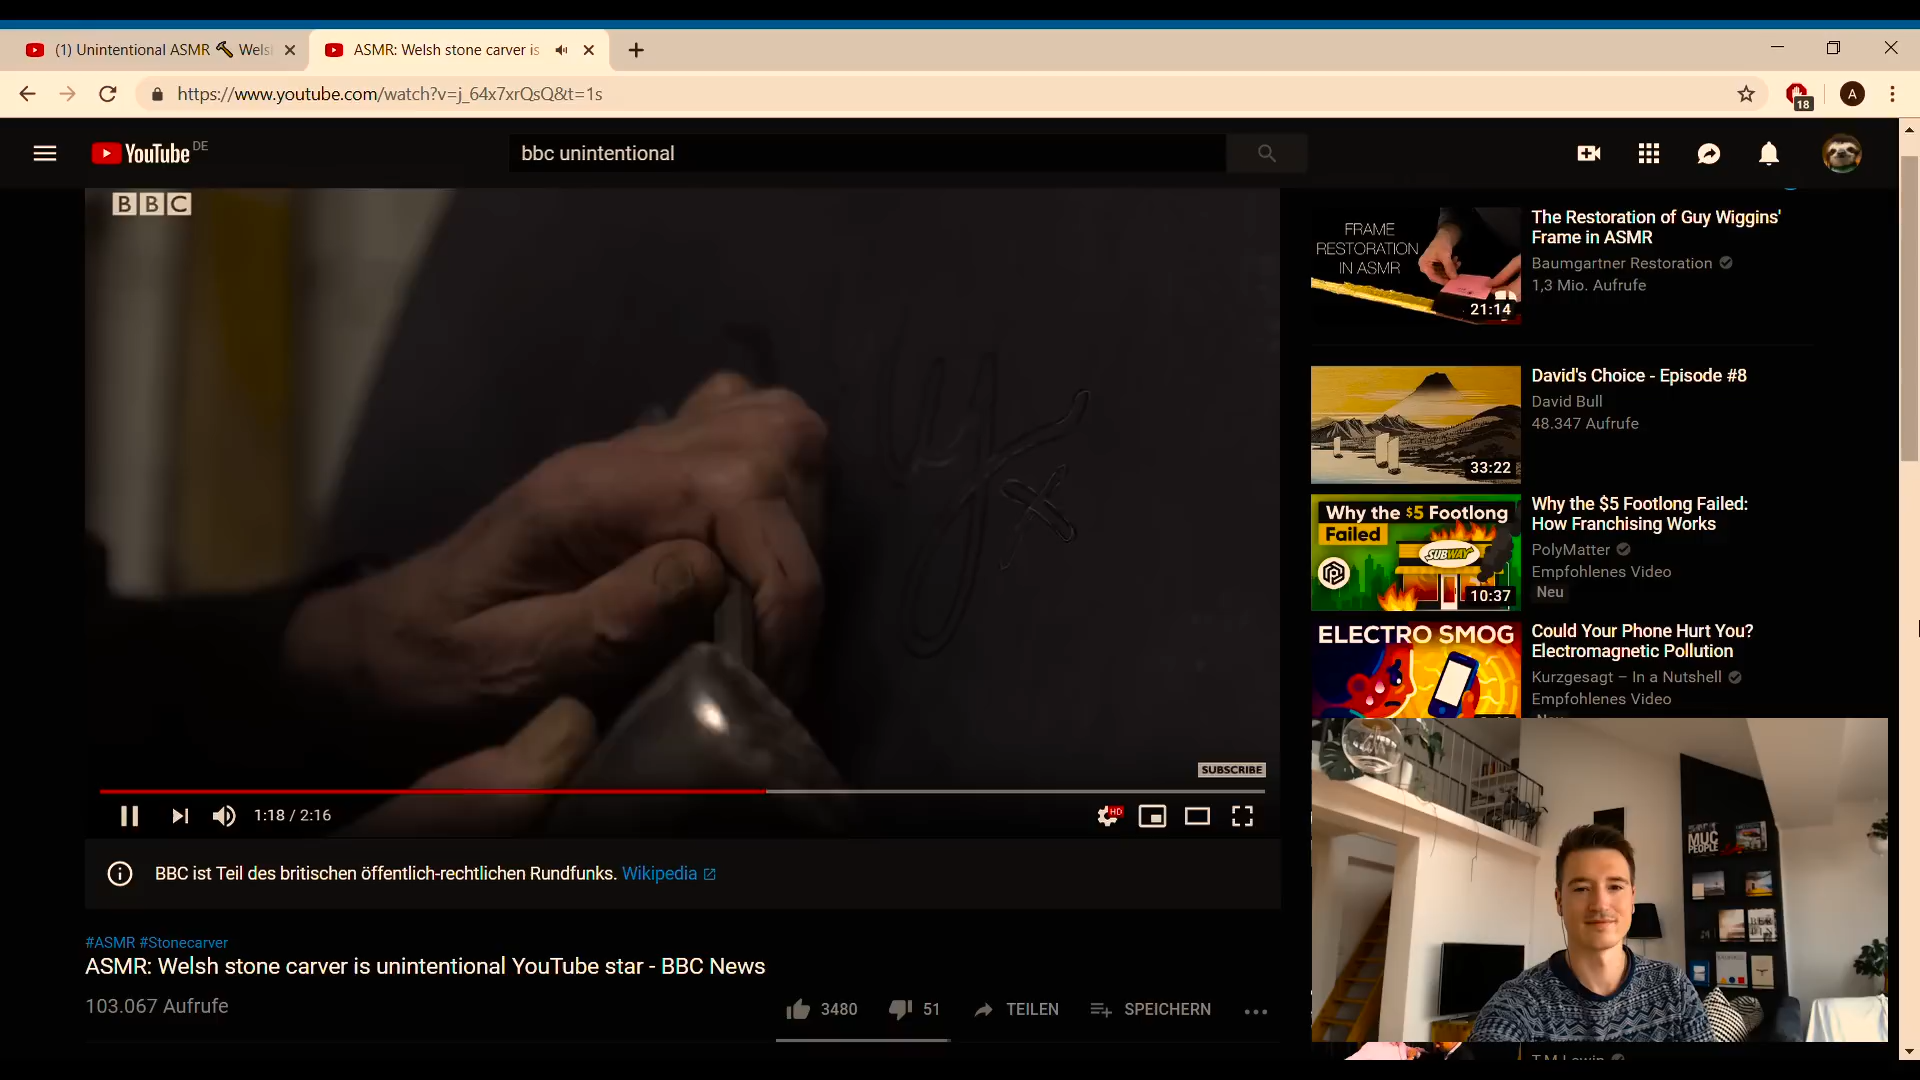 (1) Unintentional ASMR 🔨 Wels
ASMR: Welsh stone carver is
https://www.youtube.com/watch?v=j_64x7xrQsQ&t=1s
18
A
YouTube DE
bbc unintentional
BBC
yx
SUBSCRIBE
1:18 / 2:16
HD
BBC ist Teil des britischen öffentlich-rechtlichen Rundfunks. Wikipedia
#ASMR #Stonecarver
ASMR: Welsh stone carver is unintentional YouTube star - BBC News
103.067 Aufrufe
3480
51
TEILEN
SPEICHERN
FRAME
RESTORATION
IN ASMR
21:14
The Restoration of Guy Wiggins'
Frame in ASMR
Baumgartner Restoration
1,3 Mio. Aufrufe
33:22
David's Choice - Episode #8
David Bull
48.347 Aufrufe
Why the $5 Footlong
Failed
SUBWAY
10:37
Why the $5 Footlong Failed:
How Franchising Works
PolyMatter
Empfohlenes Video
Neu
ELECTRO SMOG
Could Your Phone Hurt You?
Electromagnetic Pollution
Kurzgesagt – In a Nutshell
Empfohlenes Video
MUC
PEOPLE